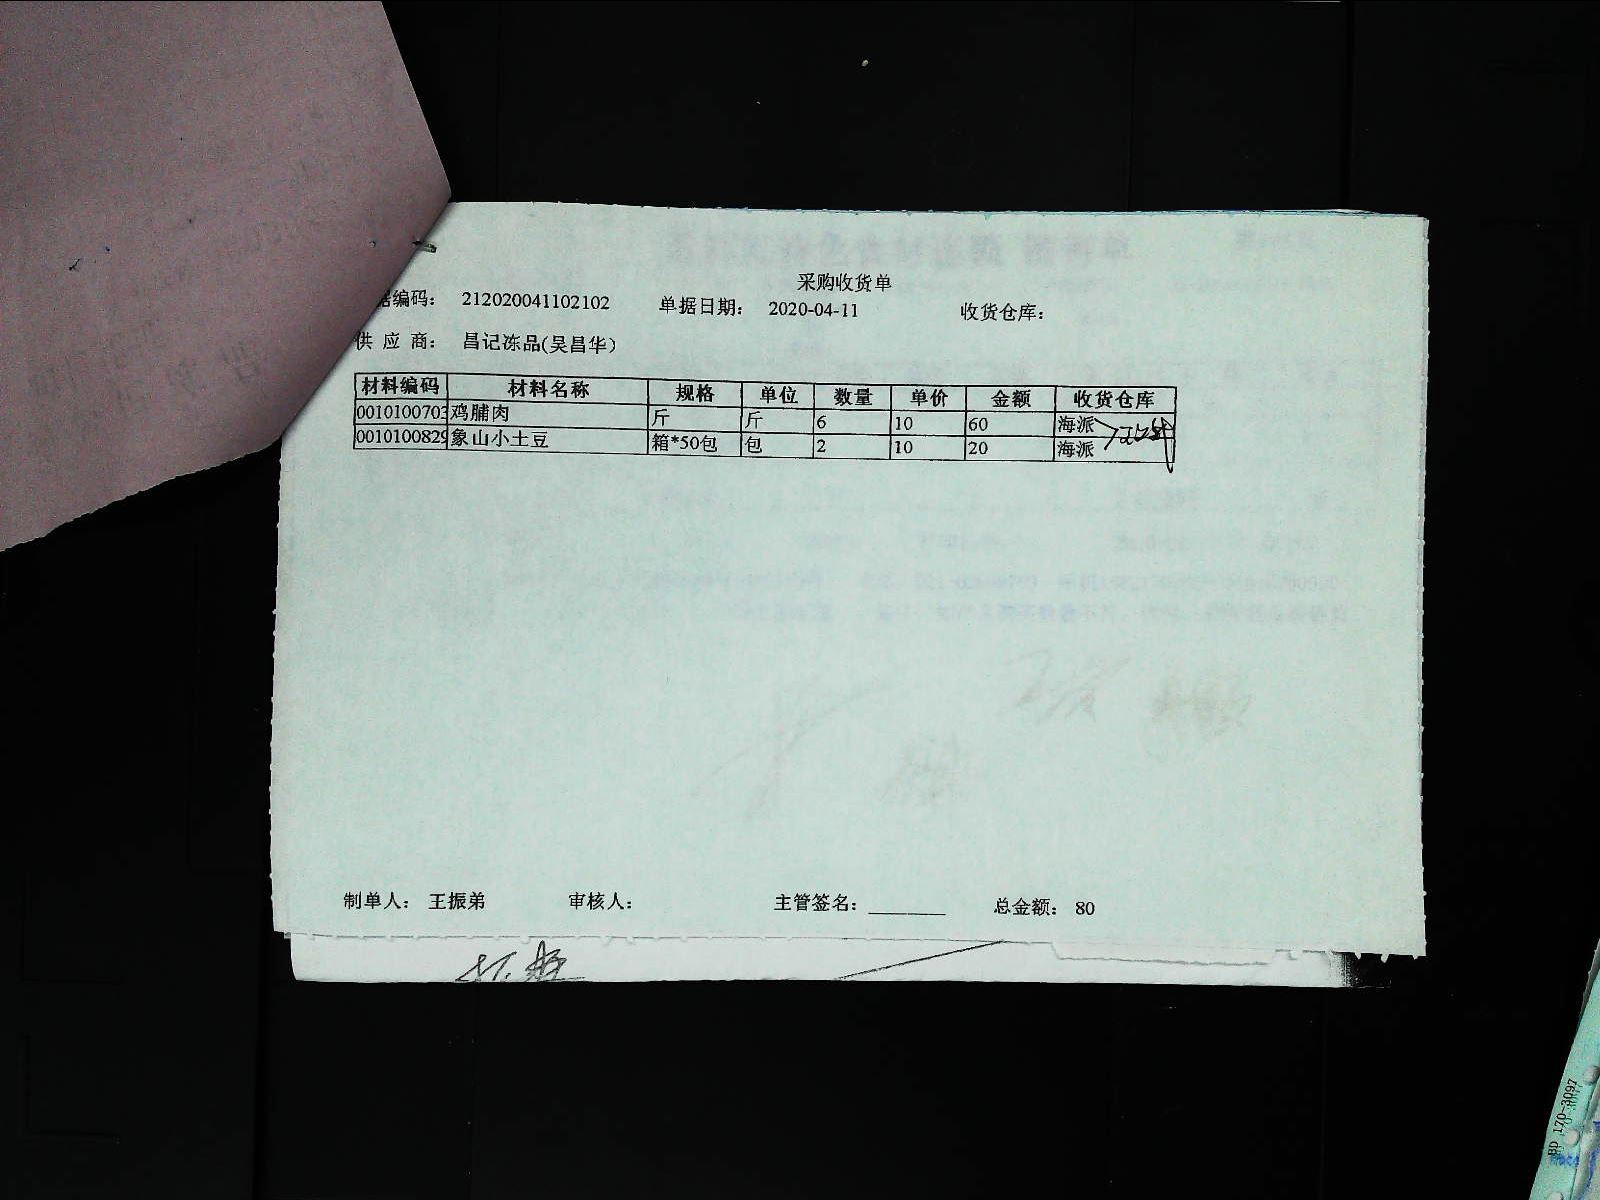 采购收货单
据编码: 212020041102102 单据日期: 2020-04-11 收货仓库:
供 应 商: 昌记冻品(吴昌华)
材料编码 材料名称 规格 单位 数量 单价 金额 收货仓库
0010100703 鸡脯肉 斤 斤 6 10 60 海派
0010100829 象山小土豆 箱*50包 包 2 10 20 海派
制单人: 王振弟 审核人: 主管签名: 总金额: 80
BD 170-3097